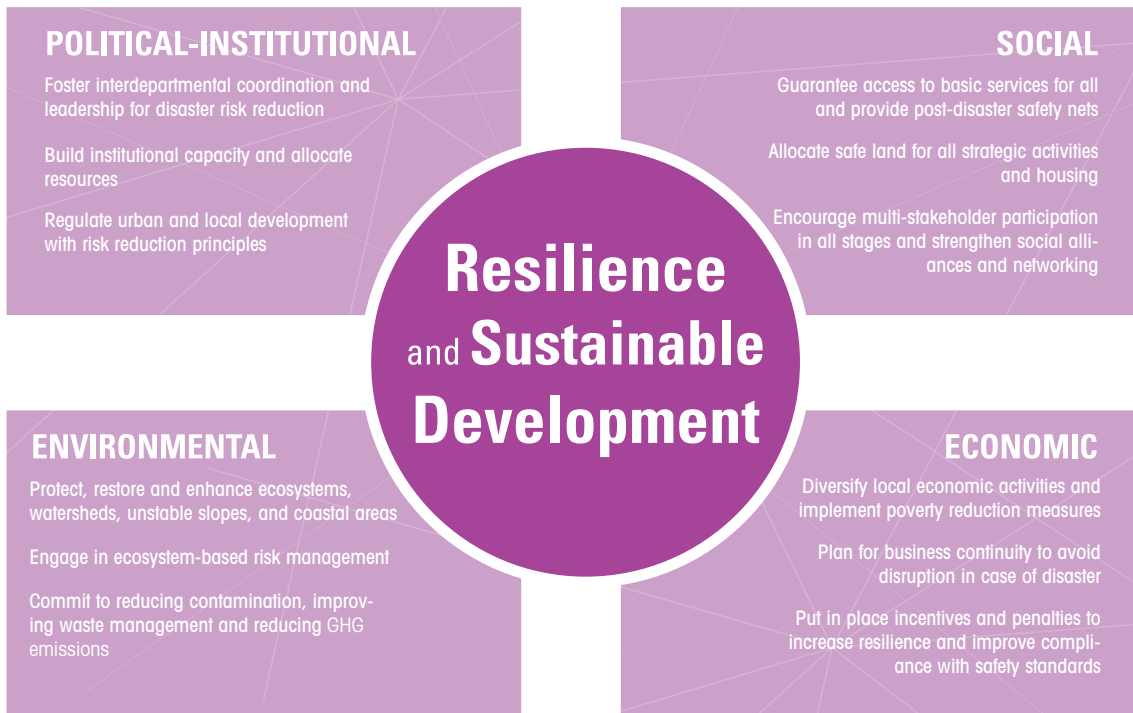 POLITICAL-INSTITUTIONAL
Foster interdepartmental coordination and
leadership for disaster risk reduction
Build institutional capacity and allocate
resources
Regulate urban and local development
with risk reduction principles
SOCIAL
Guarantee access to basic services for all
and provide post-disaster safety nets
Allocate safe land for all strategic activities
and housing
Encourage multi-stakeholder participation
in all stages and strengthen social alli-
ances and networking
Resilience
and Sustainable
Development
ENVIRONMENTAL
Protect, restore and enhance ecosystems,
watersheds, unstable slopes, and coastal areas
Engage in ecosystem-based risk management
Commit to reducing contamination, improv-
ing waste management and reducing GHG
emissions
ECONOMIC
Diversify local economic activities and
implement poverty reduction measures
Plan for business continuity to avoid
disruption in case of disaster
Put in place incentives and penalties to
increase resilience and improve compli-
ance with safety standards